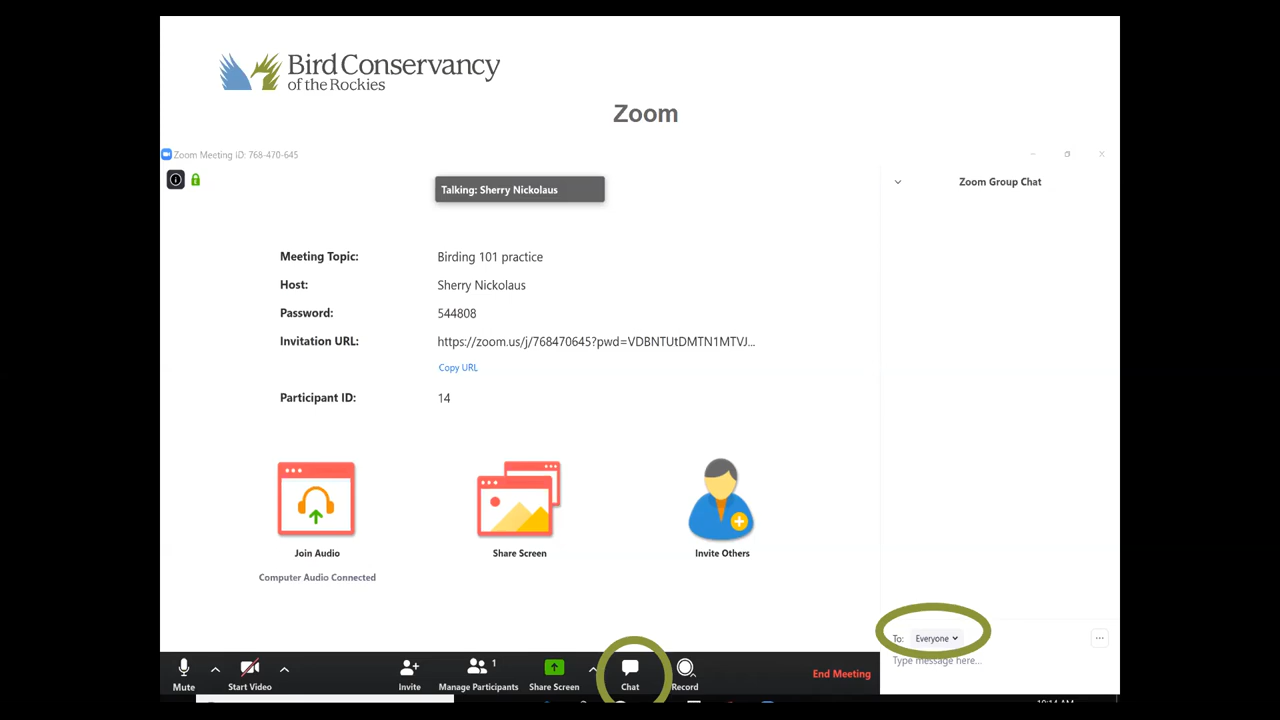 Bird Conservancy
of the Rockies
Zoom
Zoom Meeting ID: 768-470-645
Talking: Sherry Nickolaus
Zoom Group Chat
Meeting Topic: Birding 101 practice
Host: Sherry Nickolaus
Password: 544808
Invitation URL: https://zoom.us/j/768470645?pwd=VDBNTUtDMTN1MTVJ...
Copy URL
Participant ID: 14
Join Audio Share Screen Invite Others
Computer Audio Connected
To: Everyone
Type message here...
1
Mute Start Video Invite Manage Participants Share Screen Chat Record End Meeting